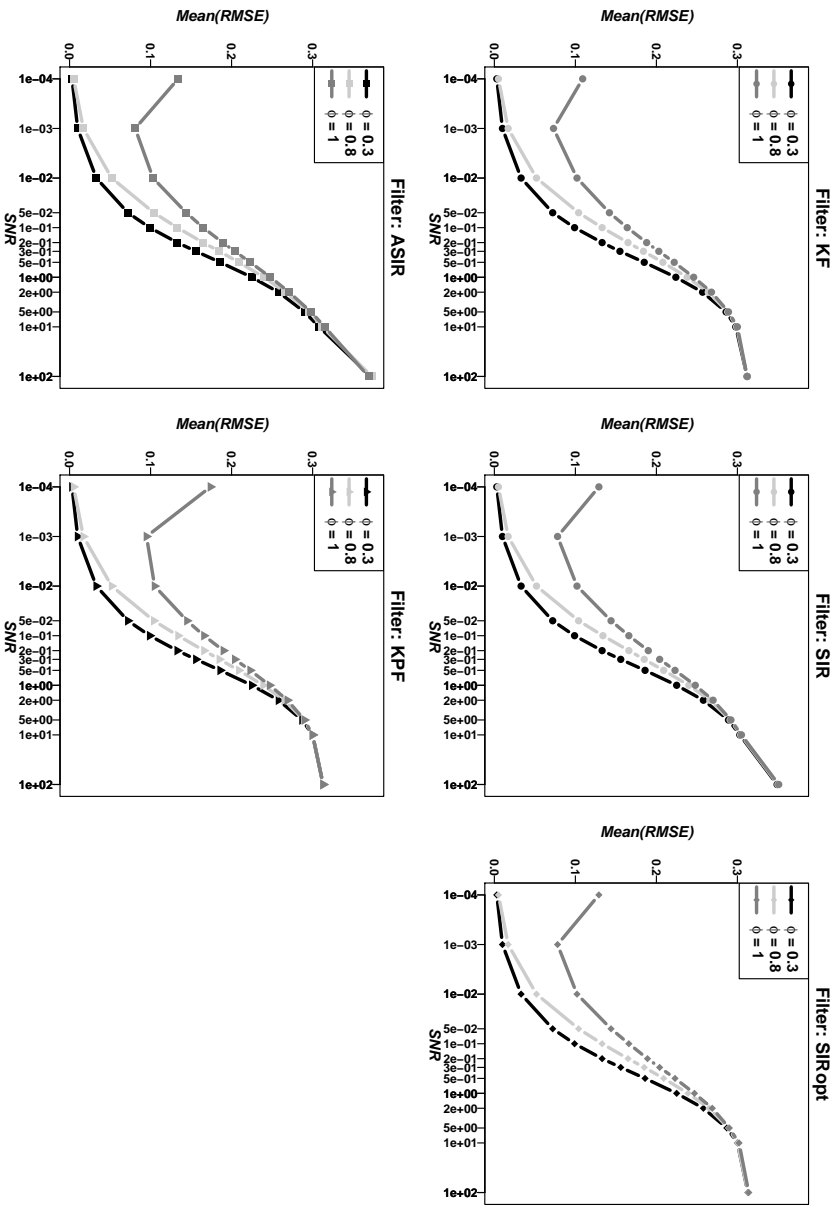 Filter: KF
ϕ = 0.3
ϕ = 0.8
ϕ = 1
Mean(RMSE)
0.3
0.2
0.1
0.0
1e−04 1e−03 1e−02 5e−02 1e−01 2e−01 3e−01 5e−01 1e+00 2e+00 5e+00 1e+01 1e+02
SNR
Filter: SIR
ϕ = 0.3
ϕ = 0.8
ϕ = 1
Mean(RMSE)
0.3
0.2
0.1
0.0
1e−04 1e−03 1e−02 5e−02 1e−01 2e−01 3e−01 5e−01 1e+00 2e+00 5e+00 1e+01 1e+02
SNR
Filter: SIRopt
ϕ = 0.3
ϕ = 0.8
ϕ = 1
Mean(RMSE)
0.3
0.2
0.1
0.0
1e−04 1e−03 1e−02 5e−02 1e−01 2e−01 3e−01 5e−01 1e+00 2e+00 5e+00 1e+01 1e+02
SNR
Filter: ASIR
ϕ = 0.3
ϕ = 0.8
ϕ = 1
Mean(RMSE)
0.3
0.2
0.1
0.0
1e−04 1e−03 1e−02 5e−02 1e−01 2e−01 3e−01 5e−01 1e+00 2e+00 5e+00 1e+01 1e+02
SNR
Filter: KPF
ϕ = 0.3
ϕ = 0.8
ϕ = 1
Mean(RMSE)
0.3
0.2
0.1
0.0
1e−04 1e−03 1e−02 5e−02 1e−01 2e−01 3e−01 5e−01 1e+00 2e+00 5e+00 1e+01 1e+02
SNR